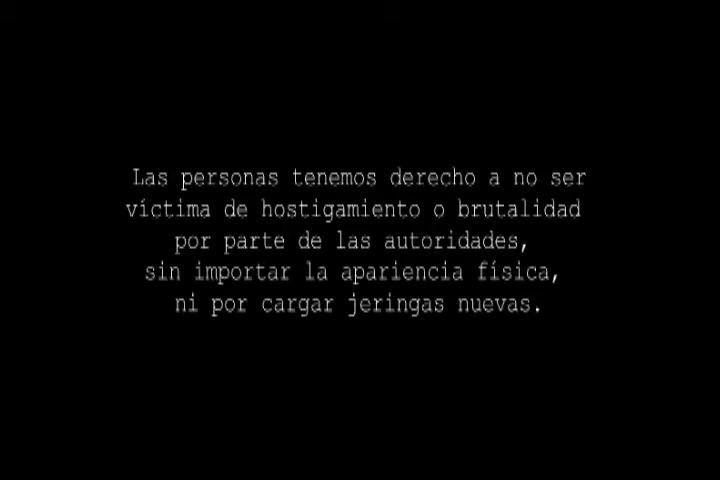 Las personas tenemos derecho a no ser
víctima de hostigamiento o brutalidad
por parte de las autoridades,
sin importar la apariencia física,
ni por cargar jeringas nuevas.